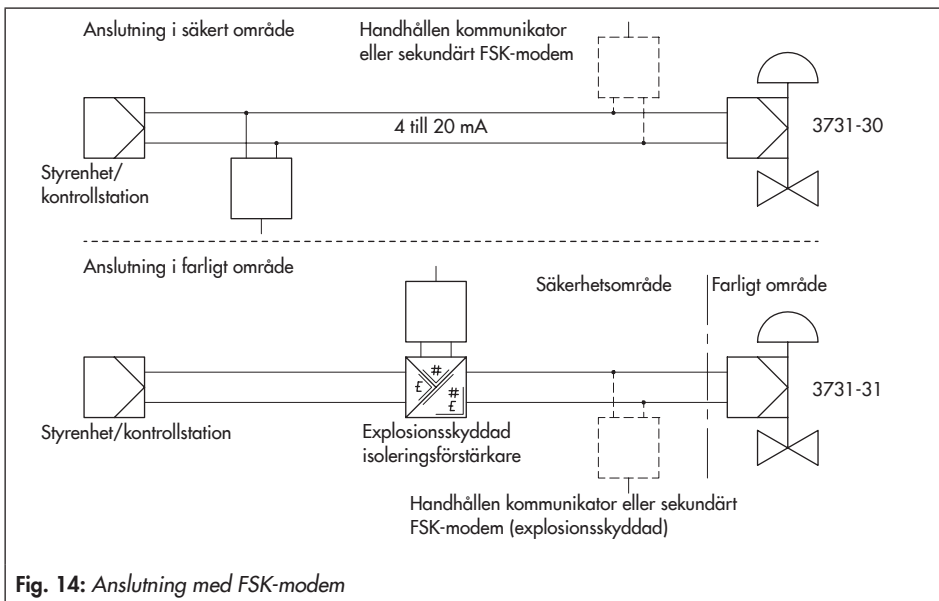 Anslutning i säkert område
Handhållen kommunikator
eller sekundärt FSK-modem
4 till 20 mA
3731-30
Styrenhet/
kontrollstation
Anslutning i farligt område
Säkerhetsområde
Farligt område
#
£
#
£
3731-31
Styrenhet/kontrollstation
Explosionsskyddad
isoleringsförstärkare
Handhållen kommunikator eller sekundärt
FSK-modem (explosionsskyddad)
Fig. 14: Anslutning med FSK-modem